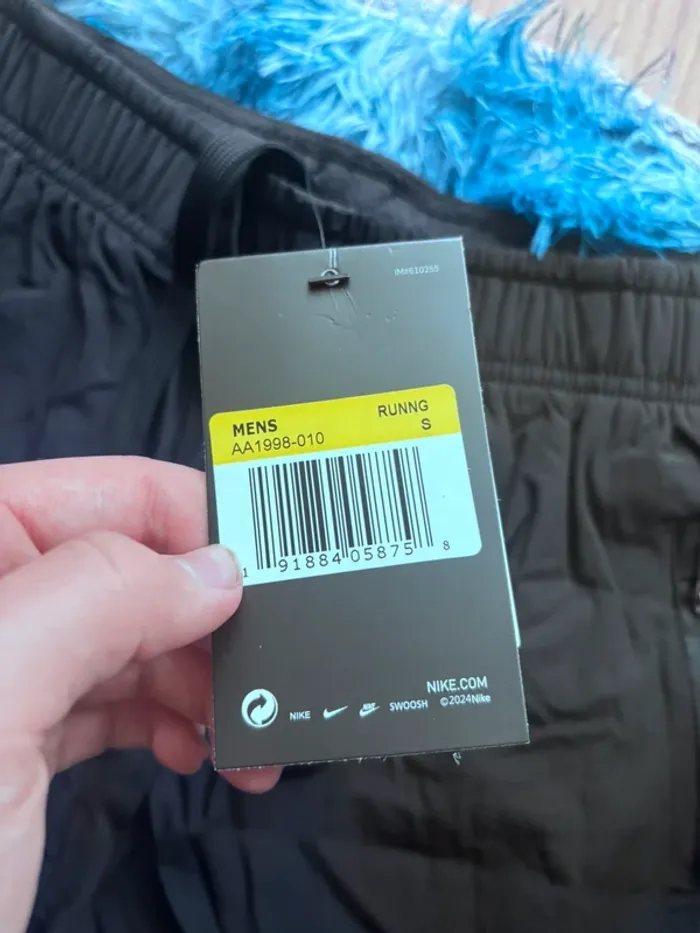 IM#610255
MENS
RUNNG
AA1998-010
S
1 91884 05875 8
NIKE.COM
NIKE SWOOSH ©2024Nike